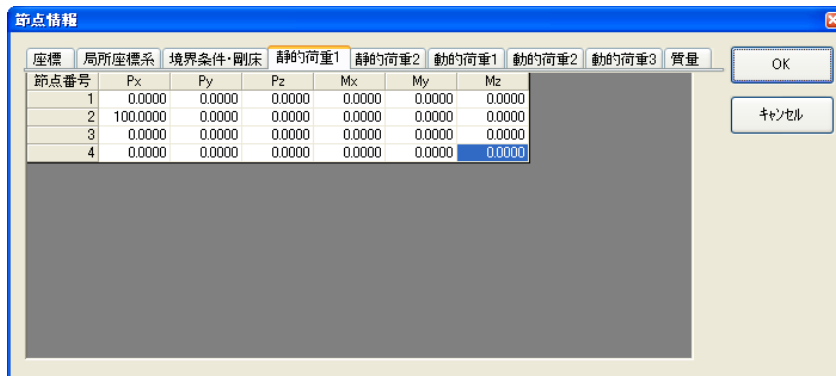 節点情報
座標 局所座標系 境界条件・剛床 静的荷重1 静的荷重2 動的荷重1 動的荷重2 動的荷重3 質量
OK
節点番号 Px Py Pz Mx My Mz
1 0.0000 0.0000 0.0000 0.0000 0.0000 0.0000
2 100.0000 0.0000 0.0000 0.0000 0.0000 0.0000
キャンセル
3 0.0000 0.0000 0.0000 0.0000 0.0000 0.0000
4 0.0000 0.0000 0.0000 0.0000 0.0000 0.0000